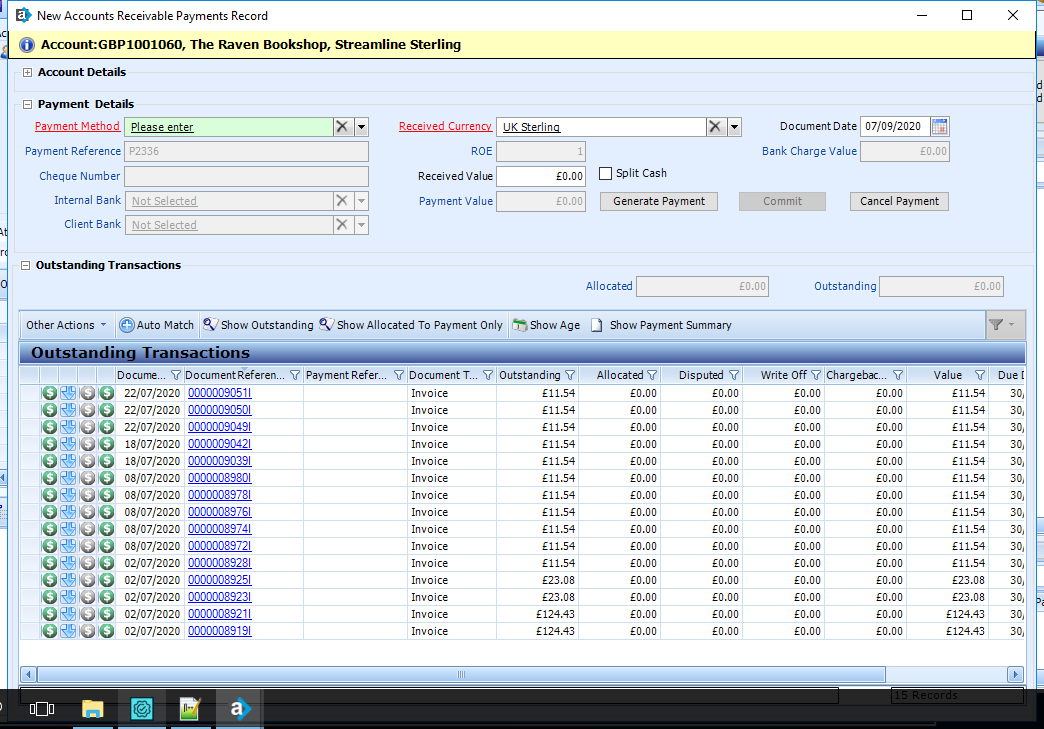 New Accounts Receivable Payments Record
Account:GBP1001060, The Raven Bookshop, Streamline Sterling
Account Details
Payment Details
Payment Method Please enter Received Currency UK Sterling Document Date 07/09/2020
Payment Reference P2336 ROE 1 Bank Charge Value £0.00
Cheque Number Received Value £0.00 Split Cash
Internal Bank Not Selected Payment Value £0.00 Generate Payment Commit Cancel Payment
Client Bank Not Selected
Outstanding Transactions
Allocated £0.00 Outstanding £0.00
Other Actions Auto Match Show Outstanding Show Allocated To Payment Only Show Age Show Payment Summary
Outstanding Transactions
Docume... Document Referen... Payment Refer... Document T... Outstanding Allocated Disputed Write Off Chargebac... Value Due D
22/07/2020 0000009051I Invoice £11.54 £0.00 £0.00 £0.00 £0.00 £11.54 30/
22/07/2020 0000009050I Invoice £11.54 £0.00 £0.00 £0.00 £0.00 £11.54 30/
22/07/2020 0000009049I Invoice £11.54 £0.00 £0.00 £0.00 £0.00 £11.54 30/
18/07/2020 0000009042I Invoice £11.54 £0.00 £0.00 £0.00 £0.00 £11.54 30/
18/07/2020 0000009039I Invoice £11.54 £0.00 £0.00 £0.00 £0.00 £11.54 30/
08/07/2020 0000008980I Invoice £11.54 £0.00 £0.00 £0.00 £0.00 £11.54 30/
08/07/2020 0000008978I Invoice £11.54 £0.00 £0.00 £0.00 £0.00 £11.54 30/
08/07/2020 0000008976I Invoice £11.54 £0.00 £0.00 £0.00 £0.00 £11.54 30/
08/07/2020 0000008974I Invoice £11.54 £0.00 £0.00 £0.00 £0.00 £11.54 30/
08/07/2020 0000008972I Invoice £11.54 £0.00 £0.00 £0.00 £0.00 £11.54 30/
02/07/2020 0000008928I Invoice £11.54 £0.00 £0.00 £0.00 £0.00 £11.54 30/
02/07/2020 0000008925I Invoice £23.08 £0.00 £0.00 £0.00 £0.00 £23.08 30/
02/07/2020 0000008923I Invoice £23.08 £0.00 £0.00 £0.00 £0.00 £23.08 30/
02/07/2020 0000008921I Invoice £124.43 £0.00 £0.00 £0.00 £0.00 £124.43 30/
02/07/2020 0000008919I Invoice £124.43 £0.00 £0.00 £0.00 £0.00 £124.43 30/
15 Records